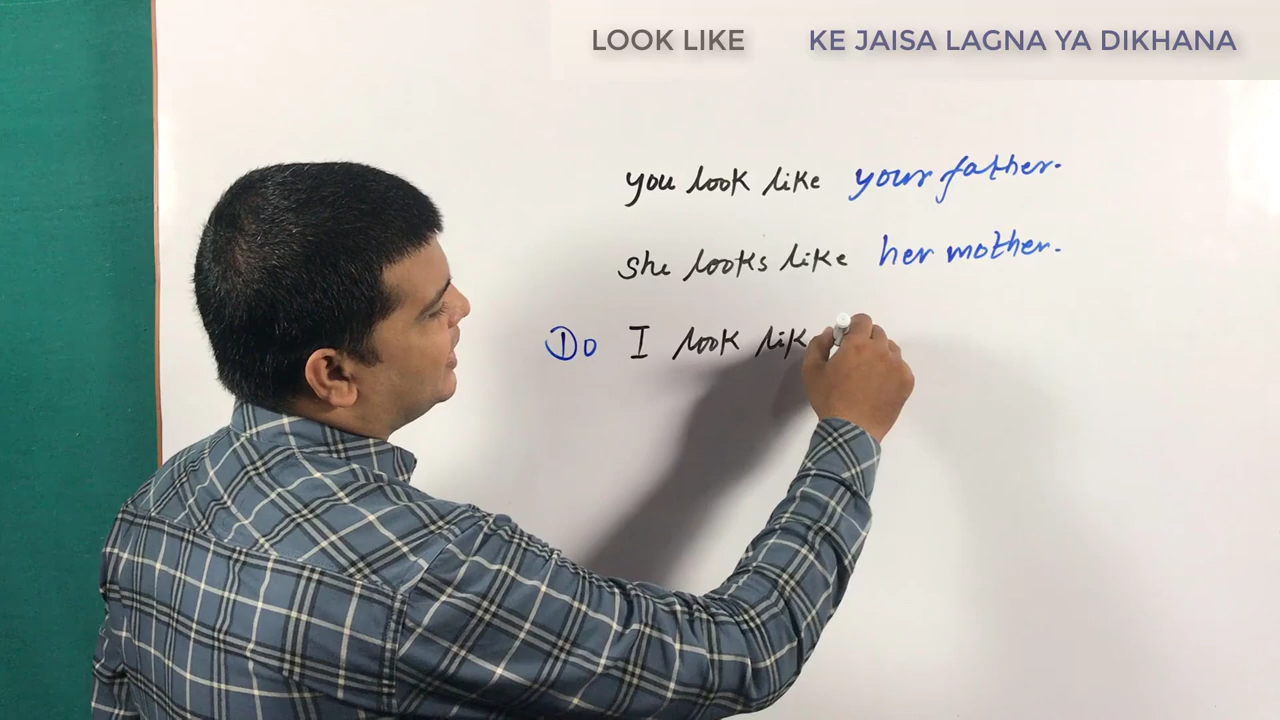 LOOK LIKE KE JAISA LAGNA YA DIKHANA
you look like your father.
she looks like her mother.
Do I look lik